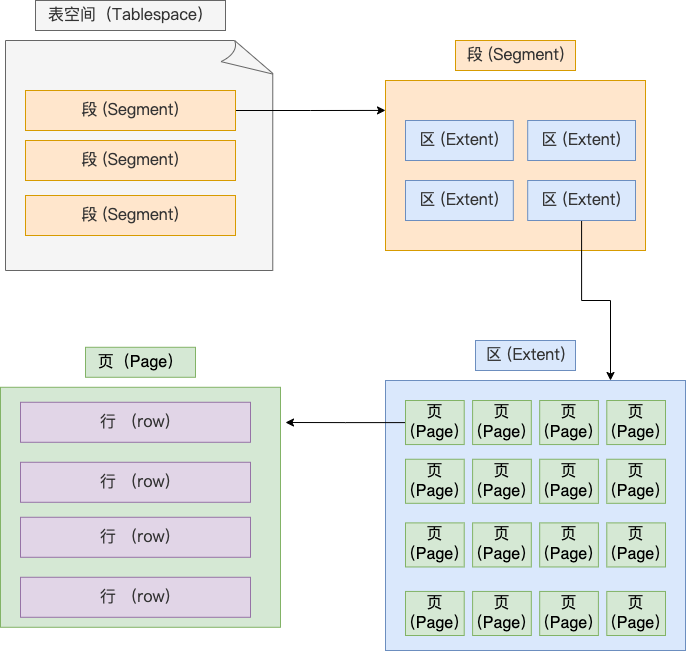 表空间（Tablespace）
段 (Segment)
段 (Segment)
段 (Segment)
段 (Segment)
区 (Extent)
区 (Extent)
区 (Extent)
区 (Extent)
区 (Extent)
页
(Page)
页
(Page)
页
(Page)
页
(Page)
页
(Page)
页
(Page)
页
(Page)
页
(Page)
页
(Page)
页
(Page)
页
(Page)
页
(Page)
页
(Page)
页
(Page)
页
(Page)
页
(Page)
页（Page）
行 （row)
行 （row)
行 （row)
行 （row)